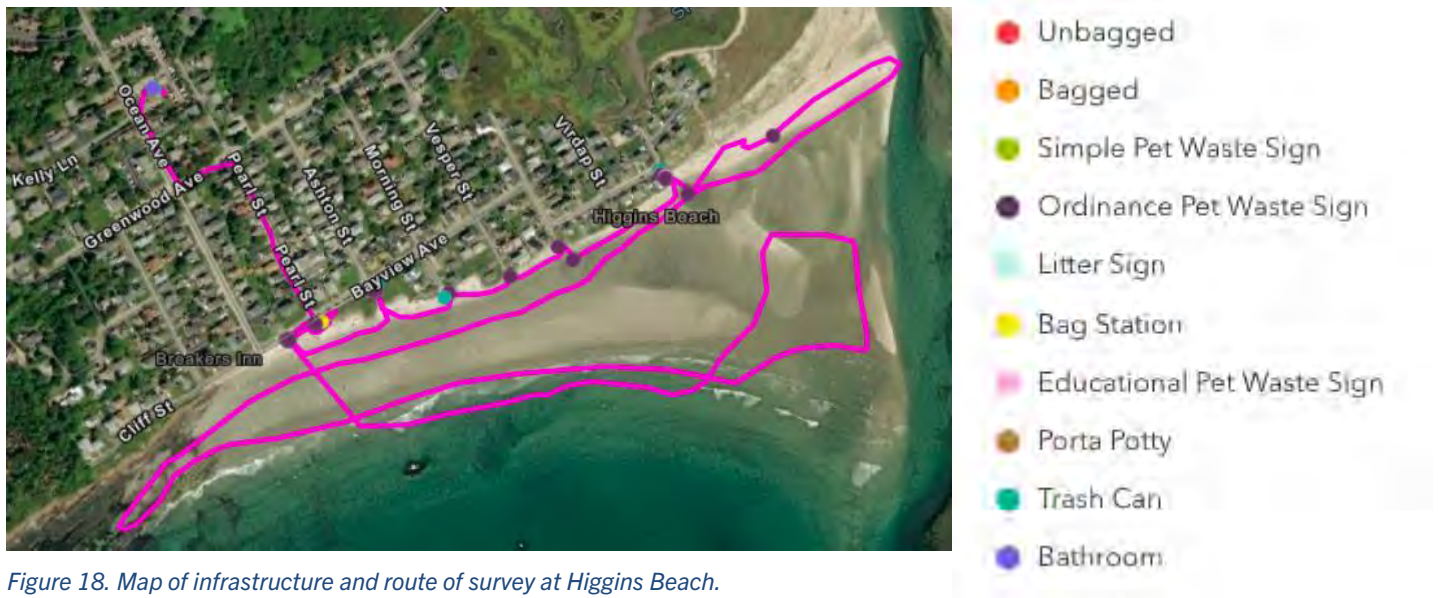 Ocean Ave
Kelly Ln
Greenwood Ave
Pearl St
Ashton St
Morning St
Vesper St
Virdap St
Higgins Beach
Pearl St
Bayview Ave
Breakers Inn
Cliff St
Unbagged
Bagged
Simple Pet Waste Sign
Ordinance Pet Waste Sign
Litter Sign
Bag Station
Educational Pet Waste Sign
Porta Potty
Trash Can
Bathroom
Figure 18. Map of infrastructure and route of survey at Higgins Beach.